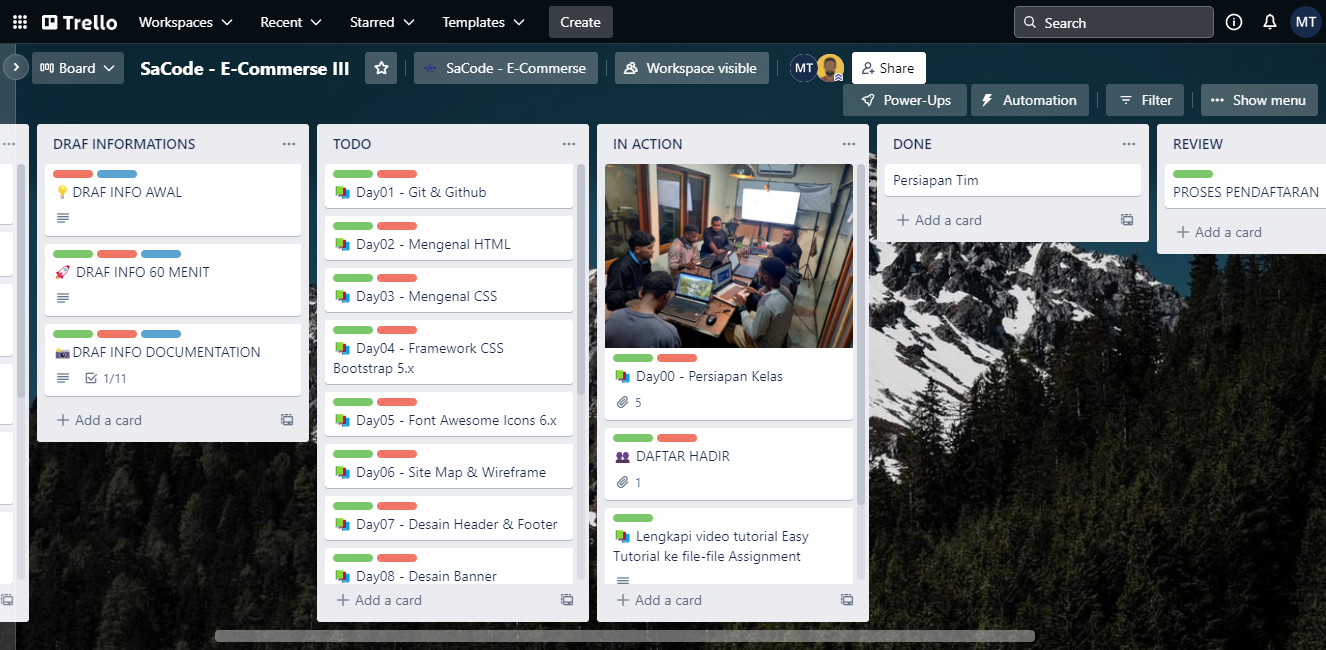 Trello
Workspaces
Recent
Starred
Templates
Create
Search
MT
Board
SaCode - E-Commerse III
SaCode - E-Commerse
Workspace visible
MT
Share
Power-Ups
Automation
Filter
Show menu
DRAF INFORMATIONS
DRAF INFO AWAL
DRAF INFO 60 MENIT
DRAF INFO DOCUMENTATION
1/11
Add a card
TODO
Day01 - Git & Github
Day02 - Mengenal HTML
Day03 - Mengenal CSS
Day04 - Framework CSS
Bootstrap 5.x
Day05 - Font Awesome Icons 6.x
Day06 - Site Map & Wireframe
Day07 - Desain Header & Footer
Day08 - Desain Banner
Add a card
IN ACTION
Day00 - Persiapan Kelas
5
DAFTAR HADIR
1
Lengkapi video tutorial Easy
Tutorial ke file-file Assignment
Add a card
DONE
Persiapan Tim
Add a card
REVIEW
PROSES PENDAFTARAN
Add a card